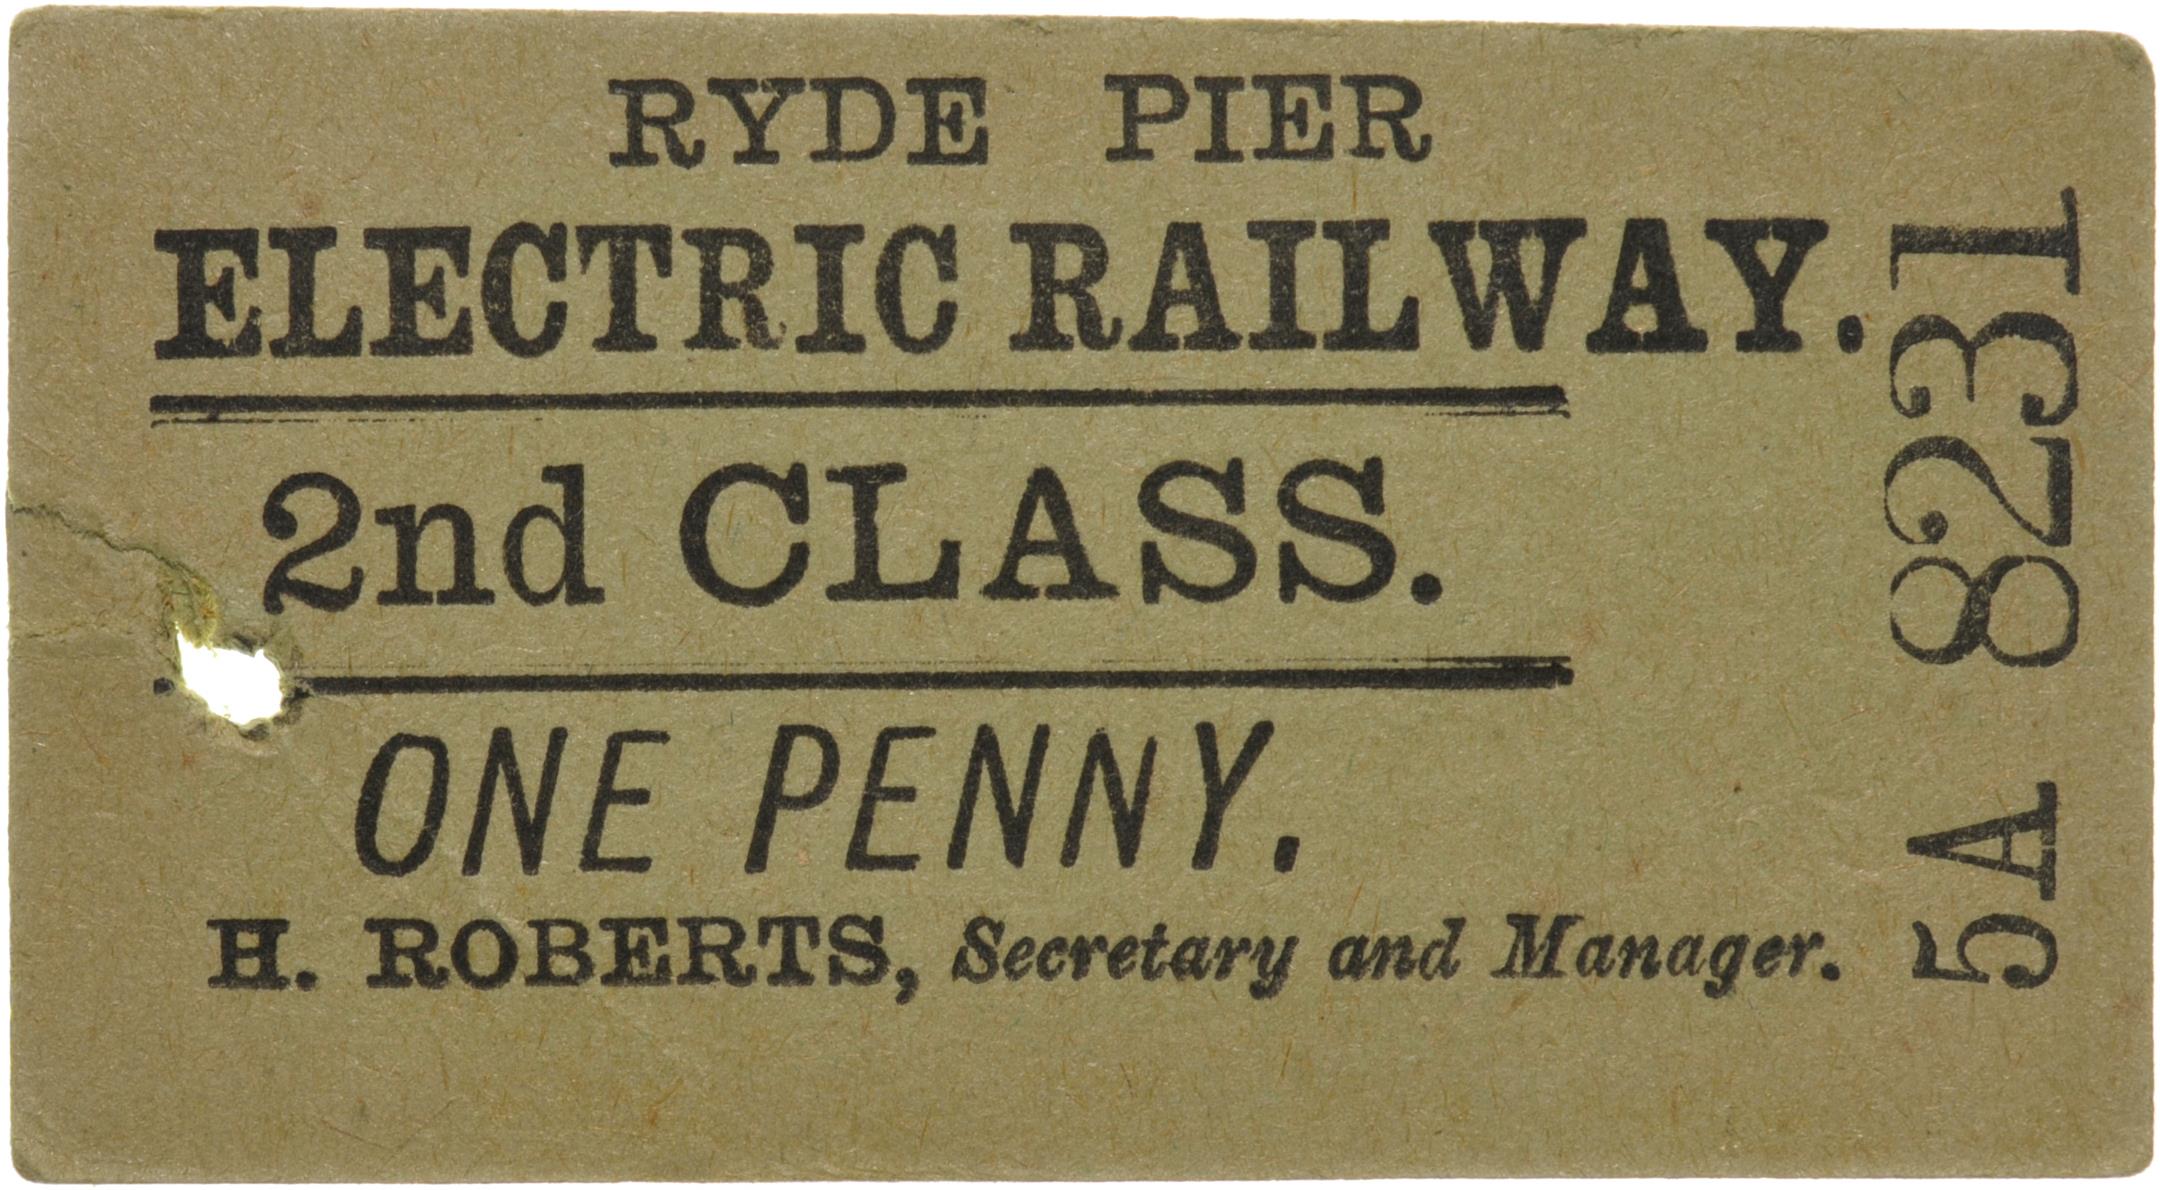 RYDE PIER
ELECTRIC RAILWAY.
2nd CLASS.
ONE PENNY.
H. ROBERTS, Secretary and Manager.
5A 8231